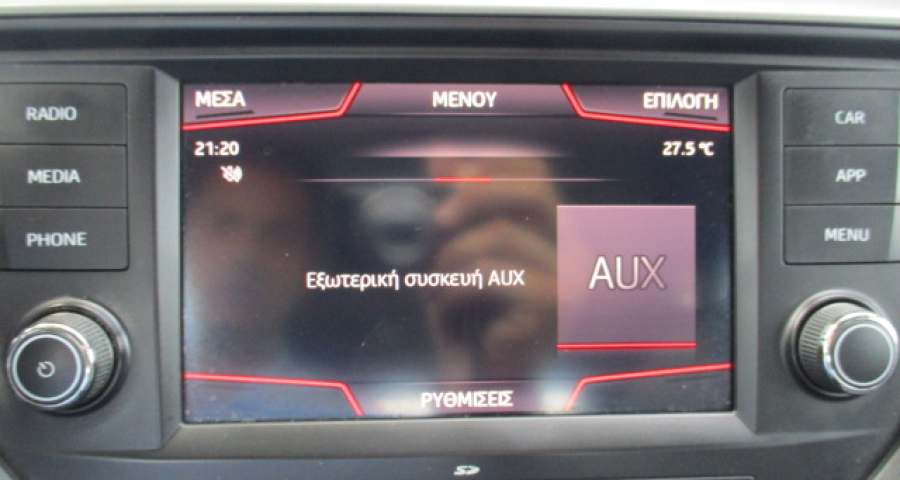 RADIO
MEDIA
PHONE
ΜΕΣΑ
ΜΕΝΟΥ
ΕΠΙΛΟΓΗ
21:20
27.5 °C
Εξωτερική συσκευή AUX
AUX
ΡΥΘΜΙΣΕΙΣ
CAR
APP
MENU
SD